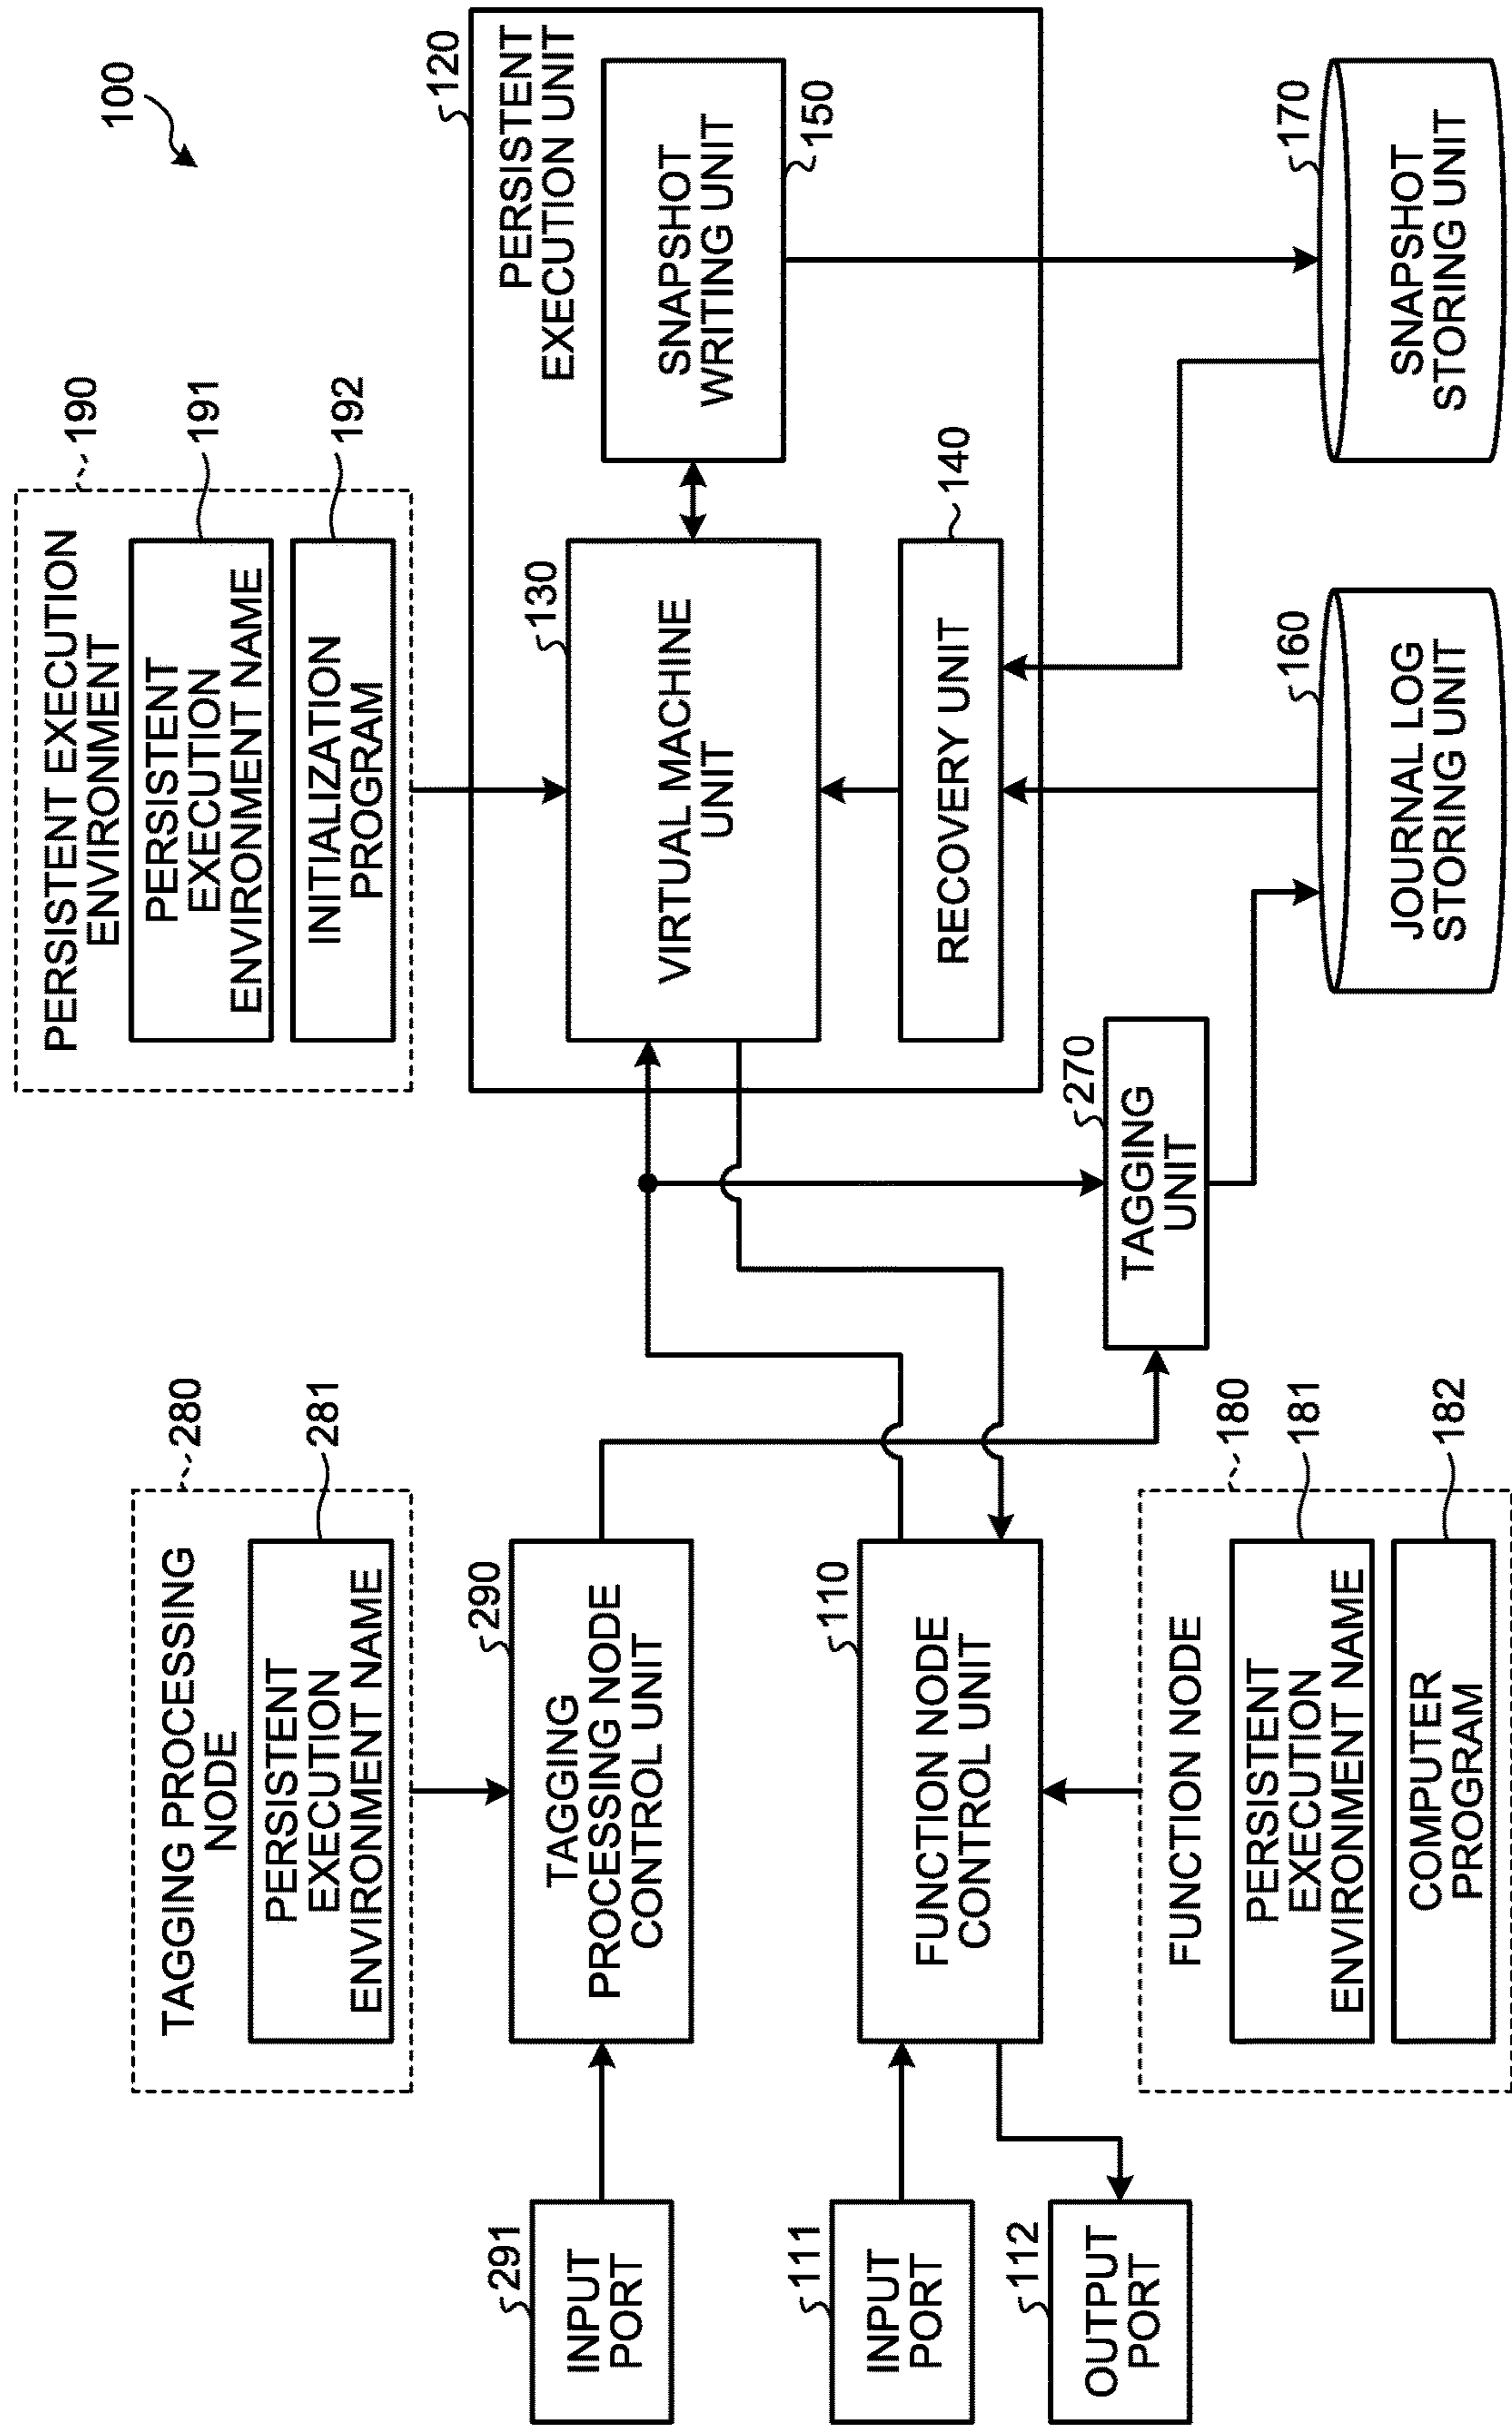 100
280
TAGGING PROCESSING
NODE
281
PERSISTENT
EXECUTION
ENVIRONMENT NAME
190
PERSISTENT EXECUTION
ENVIRONMENT
191
PERSISTENT
EXECUTION
ENVIRONMENT NAME
192
INITIALIZATION
PROGRAM
291
INPUT
PORT
290
TAGGING
PROCESSING NODE
CONTROL UNIT
120
PERSISTENT
EXECUTION UNIT
130
VIRTUAL MACHINE
UNIT
150
SNAPSHOT
WRITING UNIT
111
INPUT
PORT
112
OUTPUT
PORT
110
FUNCTION NODE
CONTROL UNIT
140
RECOVERY UNIT
270
TAGGING
UNIT
180
FUNCTION NODE
181
PERSISTENT
EXECUTION
ENVIRONMENT NAME
182
COMPUTER
PROGRAM
160
JOURNAL LOG
STORING UNIT
170
SNAPSHOT
STORING UNIT